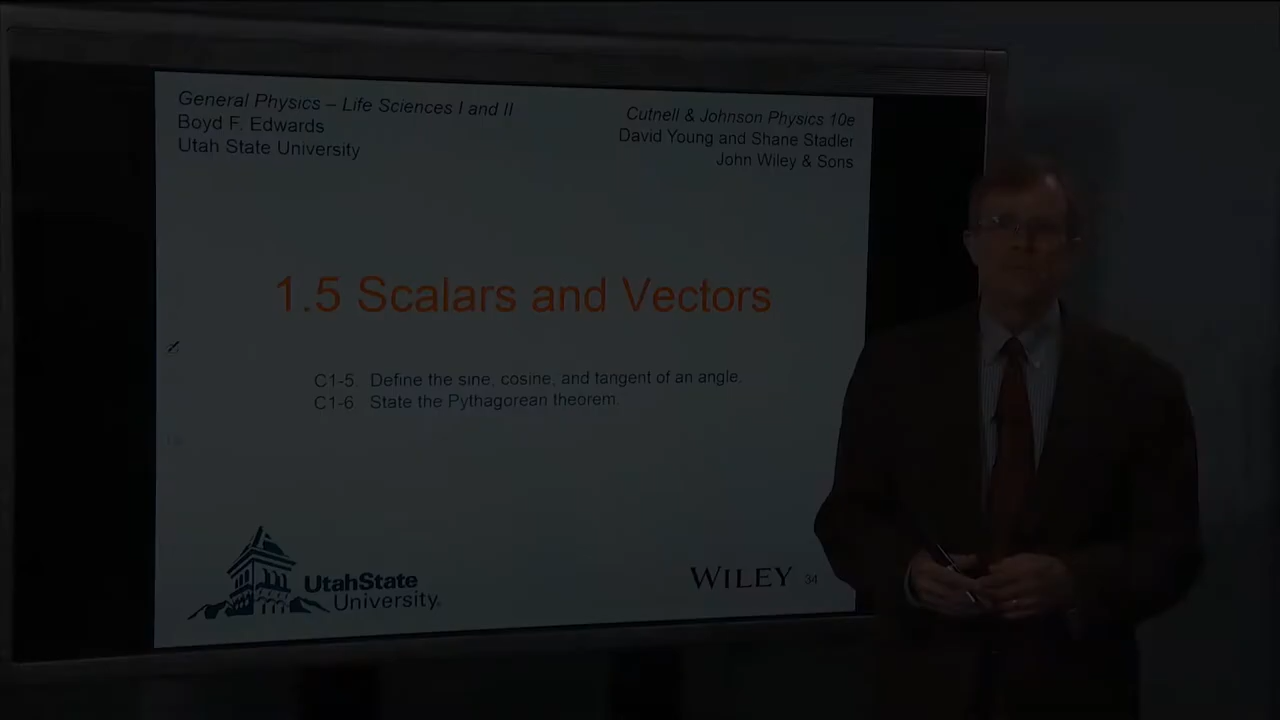 General Physics – Life Sciences I and II
Boyd F. Edwards
Utah State University
Cutnell & Johnson Physics 10e
David Young and Shane Stadler
John Wiley & Sons
1.5 Scalars and Vectors
C1-5. Define the sine, cosine, and tangent of an angle.
C1-6. State the Pythagorean theorem.
UtahState
University®
WILEY
34